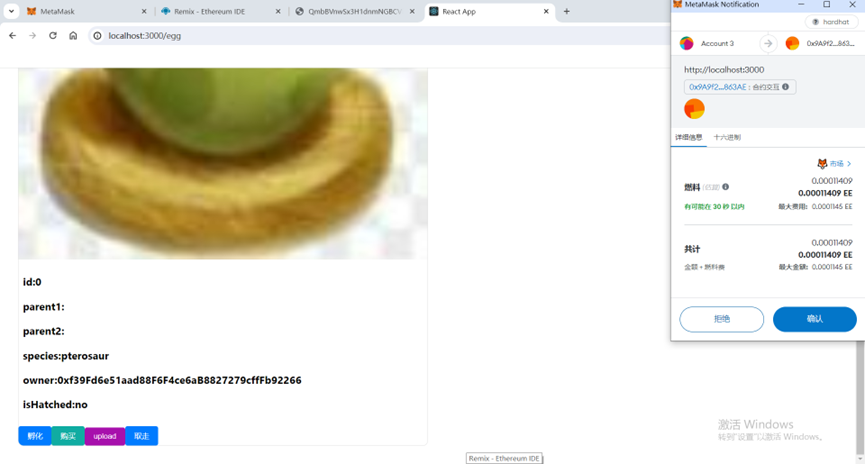 MetaMask
Remix - Ethereum IDE
QmbBVnwSx3H1dnmNGBCV
React App
localhost:3000/egg
id:0
parent1:
parent2:
species:pterosaur
owner:0xf39Fd6e51aad88F6F4ce6aB8827279cffFb92266
isHatched:no
孵化
购买
upload
取走
Remix - Ethereum IDE
MetaMask Notification
hardhat
Account 3
0x9A9f2...863...
http://localhost:3000
0x9A9f2...863AE : 合约交互
详细信息
十六进制
市场 >
0.00011409
燃料 (估算) 0.00011409 EE
有可能在 30 秒以内 最大费用: 0.0001145 EE
0.00011409
共计 0.00011409 EE
金额 + 燃料费 最大金额: 0.0001145 EE
拒绝
确认
激活 Windows
转到"设置"以激活 Windows。